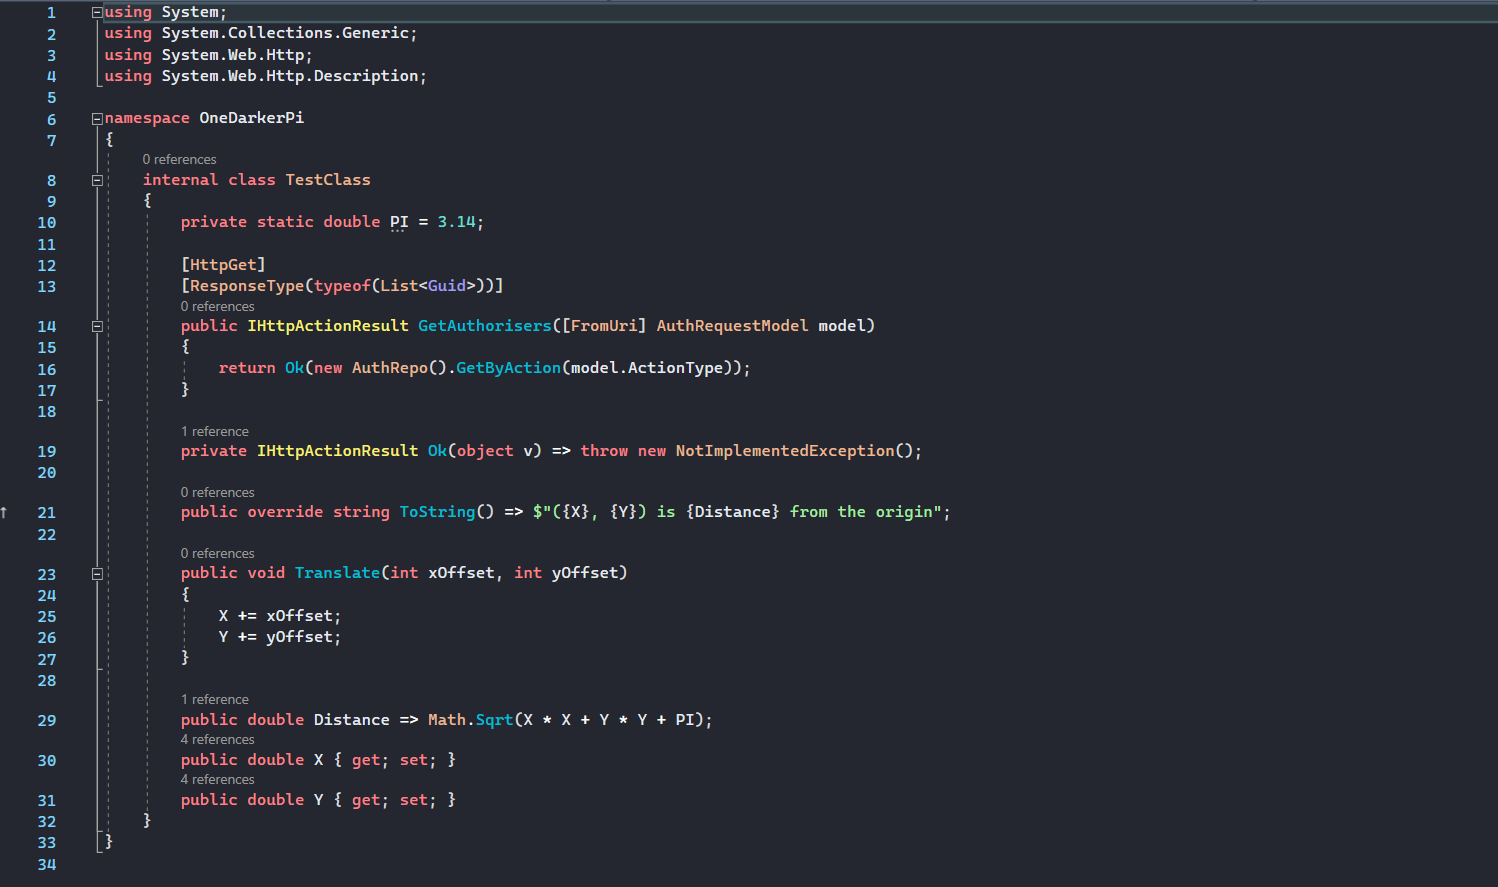 1 using System;
2 using System.Collections.Generic;
3 using System.Web.Http;
4 using System.Web.Http.Description;
5
6 namespace OneDarkerPi
7 {
0 references
8 internal class TestClass
9 {
10 private static double PI = 3.14;
11
12 [HttpGet]
13 [ResponseType(typeof(List<Guid>))]
0 references
14 public IHttpActionResult GetAuthorisers([FromUri] AuthRequestModel model)
15 {
16 return Ok(new AuthRepo().GetByAction(model.ActionType));
17 }
18
1 reference
19 private IHttpActionResult Ok(object v) => throw new NotImplementedException();
20
0 references
21 public override string ToString() => $"({X}, {Y}) is {Distance} from the origin";
22
0 references
23 public void Translate(int xOffset, int yOffset)
24 {
25 X += xOffset;
26 Y += yOffset;
27 }
28
1 reference
29 public double Distance => Math.Sqrt(X * X + Y * Y + PI);
4 references
30 public double X { get; set; }
4 references
31 public double Y { get; set; }
32 }
33 }
34